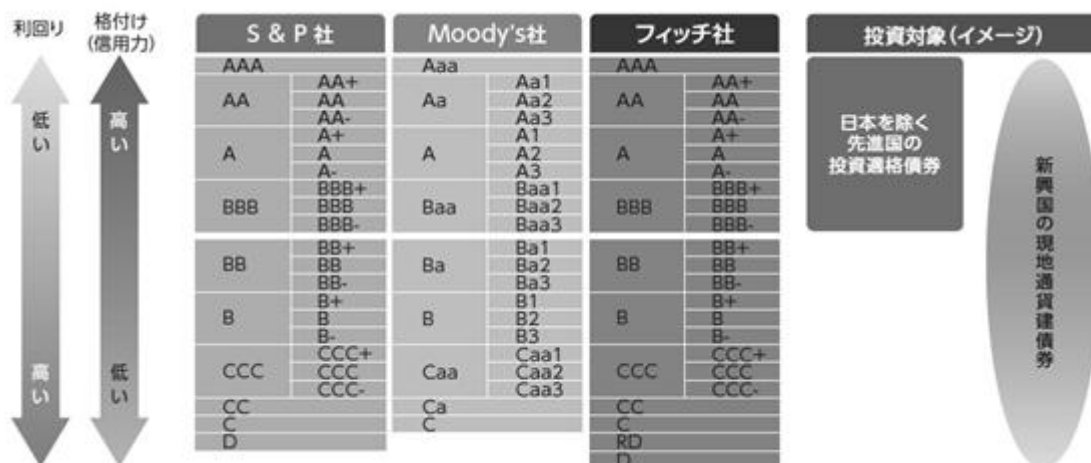 利回り
格付け
(信用力)
低い
高い
高い
低い
S & P 社
AAA
AA
AA+
AA
AA-
A
A+
A
A-
BBB
BBB+
BBB
BBB-
BB
BB+
BB
BB-
B
B+
B
B-
CCC
CCC+
CCC
CCC-
CC
C
D
Moody's社
Aaa
Aa
Aa1
Aa2
Aa3
A
A1
A2
A3
Baa
Baa1
Baa2
Baa3
Ba
Ba1
Ba2
Ba3
B
B1
B2
B3
Caa
Caa1
Caa2
Caa3
Ca
C
フィッチ社
AAA
AA
AA+
AA
AA-
A
A+
A
A-
BBB
BBB+
BBB
BBB-
BB
BB+
BB
BB-
B
B+
B
B-
CCC
CCC+
CCC
CCC-
CC
C
RD
D
投資対象(イメージ)
日本を除く
先進国の
投資適格債券
新興国の現地通貨建債券